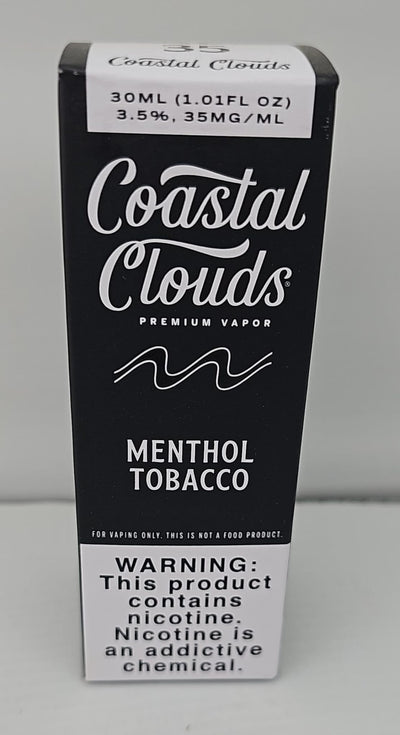 35
Coastal Clouds
30ML (1.01FL OZ)
3.5%, 35MG/ML
Coastal
Clouds®
PREMIUM VAPOR
MENTHOL
TOBACCO
FOR VAPING ONLY. THIS IS NOT A FOOD PRODUCT.
WARNING:
This product
contains
nicotine.
Nicotine is
an addictive
chemical.